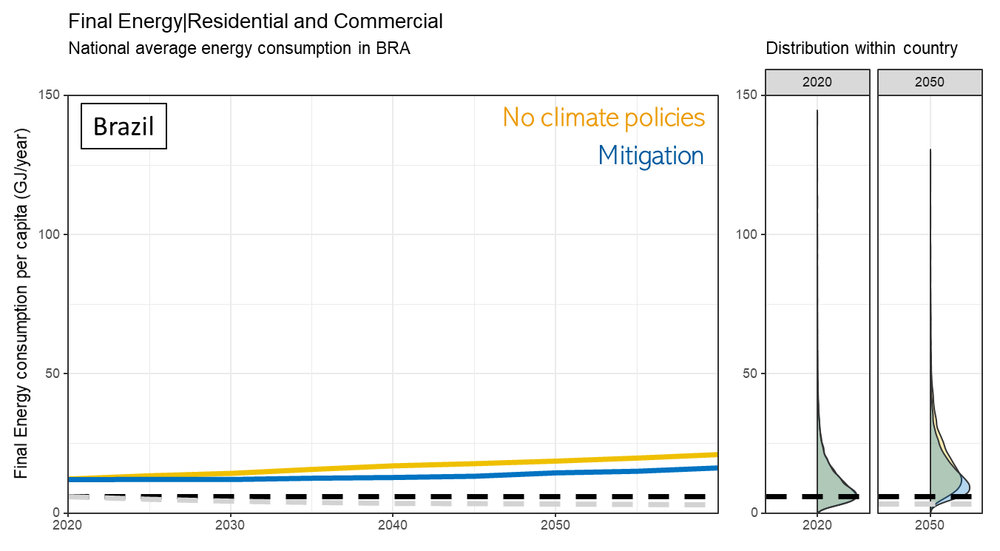 Final Energy|Residential and Commercial
National average energy consumption in BRA
Distribution within country
2020
2050
Brazil
No climate policies
Mitigation
Final Energy consumption per capita (GJ/year)
150
100
50
0
2020
2030
2040
2050
150
100
50
0
2020
2050